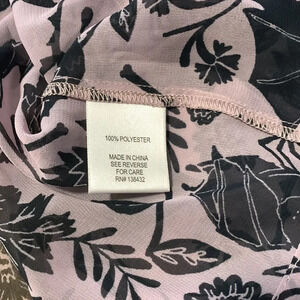 100% POLYESTER
MADE IN CHINA
SEE REVERSE
FOR CARE
RN# 138432